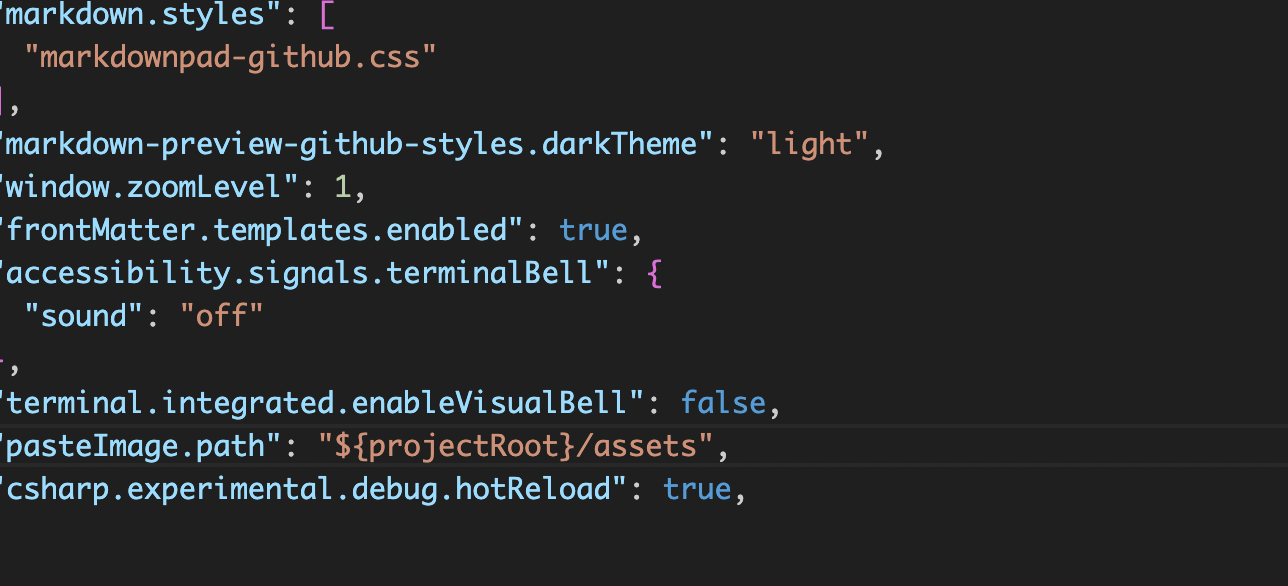 "markdown.styles": [
"markdownpad-github.css"
],
"markdown-preview-github-styles.darkTheme": "light",
"window.zoomLevel": 1,
"frontMatter.templates.enabled": true,
"accessibility.signals.terminalBell": {
"sound": "off"
},
"terminal.integrated.enableVisualBell": false,
"pasteImage.path": "${projectRoot}/assets",
"csharp.experimental.debug.hotReload": true,